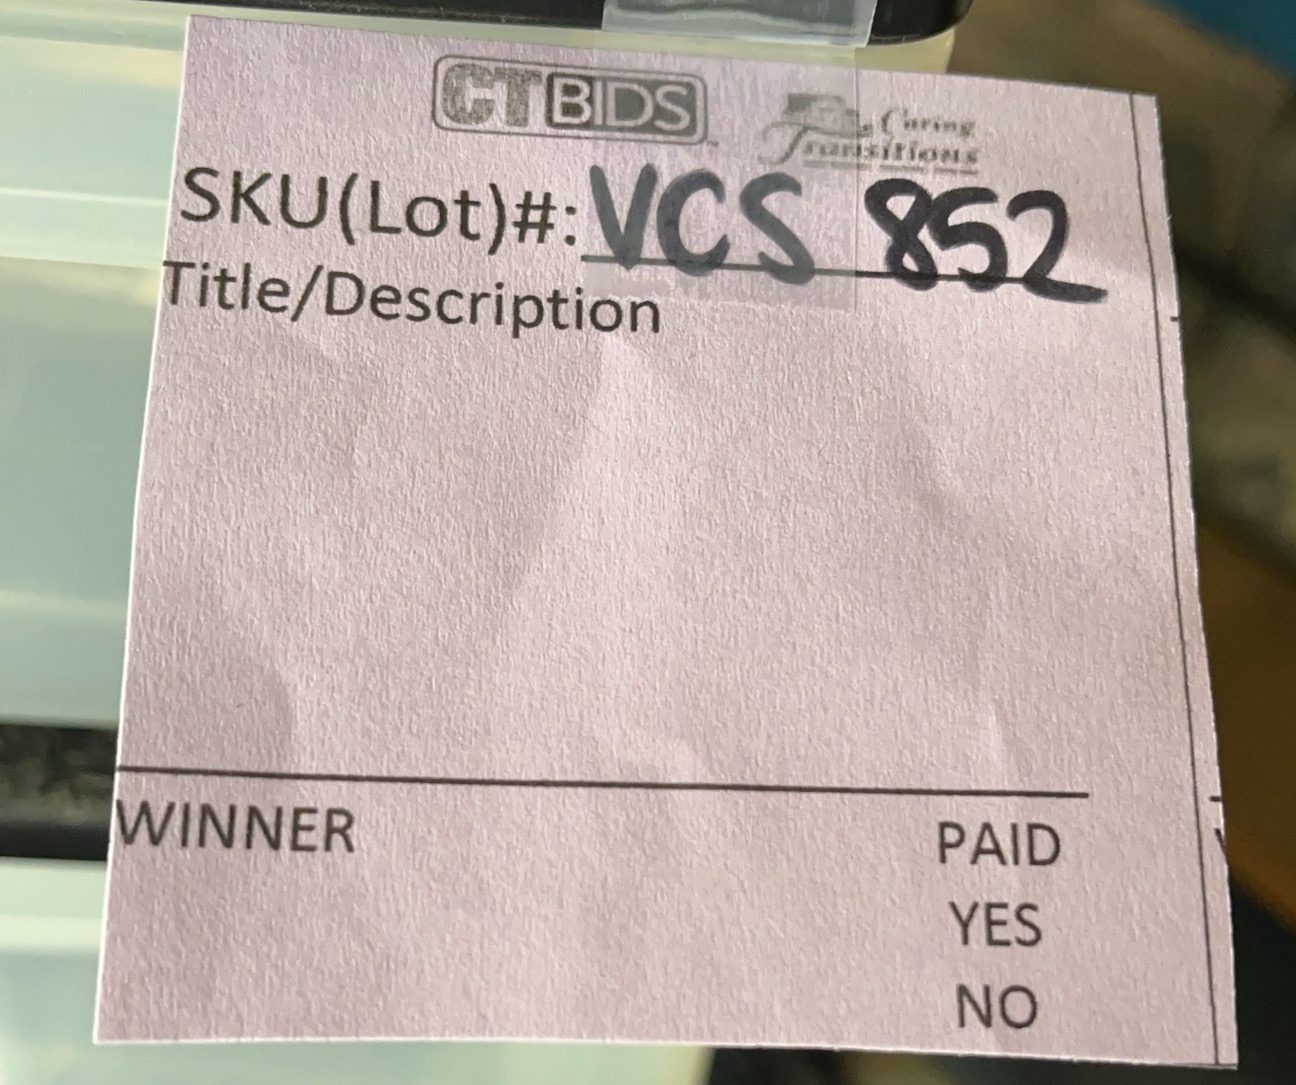 CTBIDS
Caring
Transitions
SKU(Lot)#: VCS 852
Title/Description
WINNER PAID
YES
NO